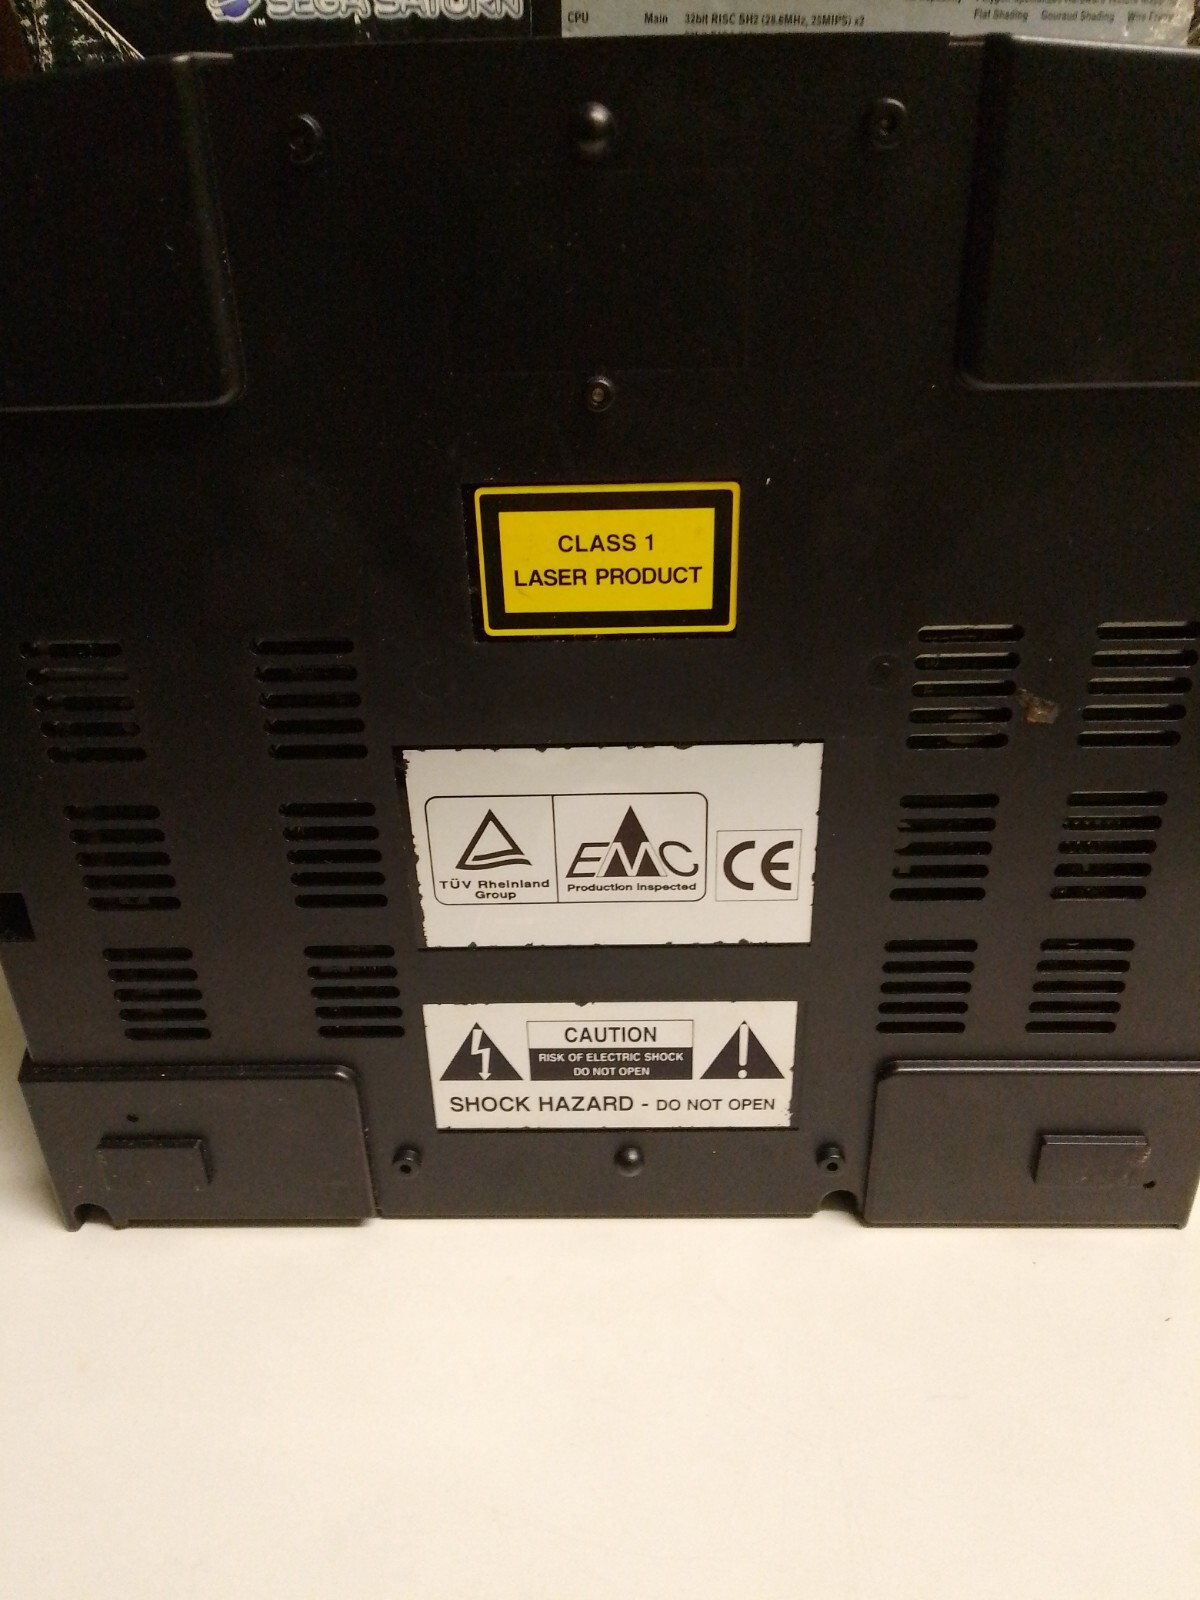 ™ SEGA SATURN
CPU Main 32bit RISC SH2 (28.6MHz, 25MIPS) x2
Flat Shading Gouraud Shading
CLASS 1
LASER PRODUCT
TÜV Rheinland
Group
EMC
Production Inspected
CE
CAUTION
RISK OF ELECTRIC SHOCK
DO NOT OPEN
SHOCK HAZARD - DO NOT OPEN